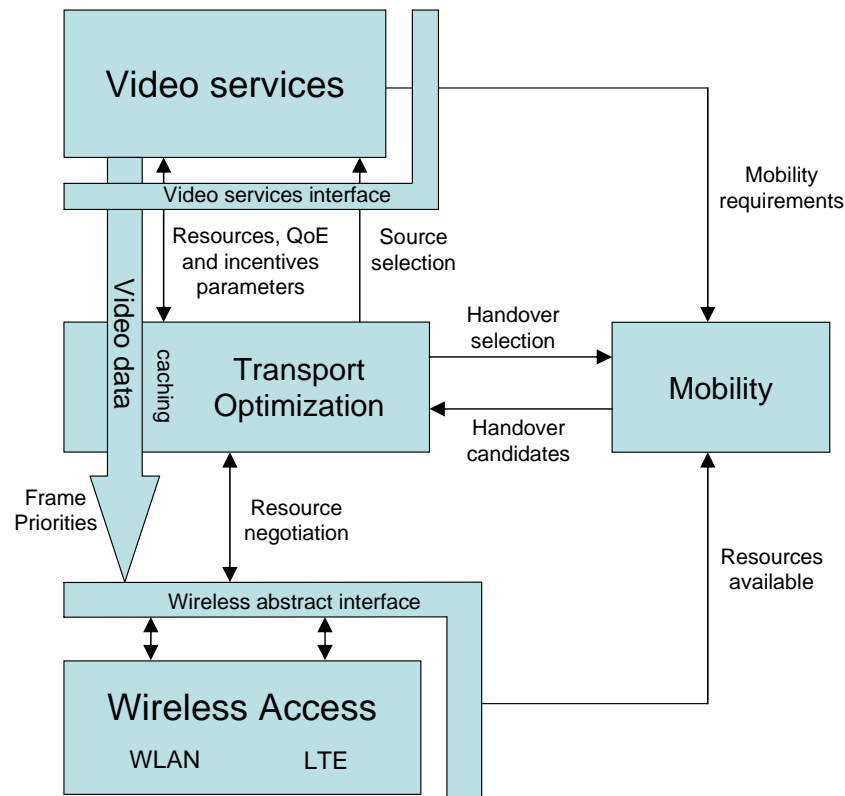 Video services
Video services interface
Mobility
requirements
Resources, QoE
and incentives
parameters
Source
selection
Video data
caching
Transport
Optimization
Handover
selection
Mobility
Handover
candidates
Frame
Priorities
Resource
negotiation
Resources
available
Wireless abstract interface
Wireless Access
WLAN
LTE